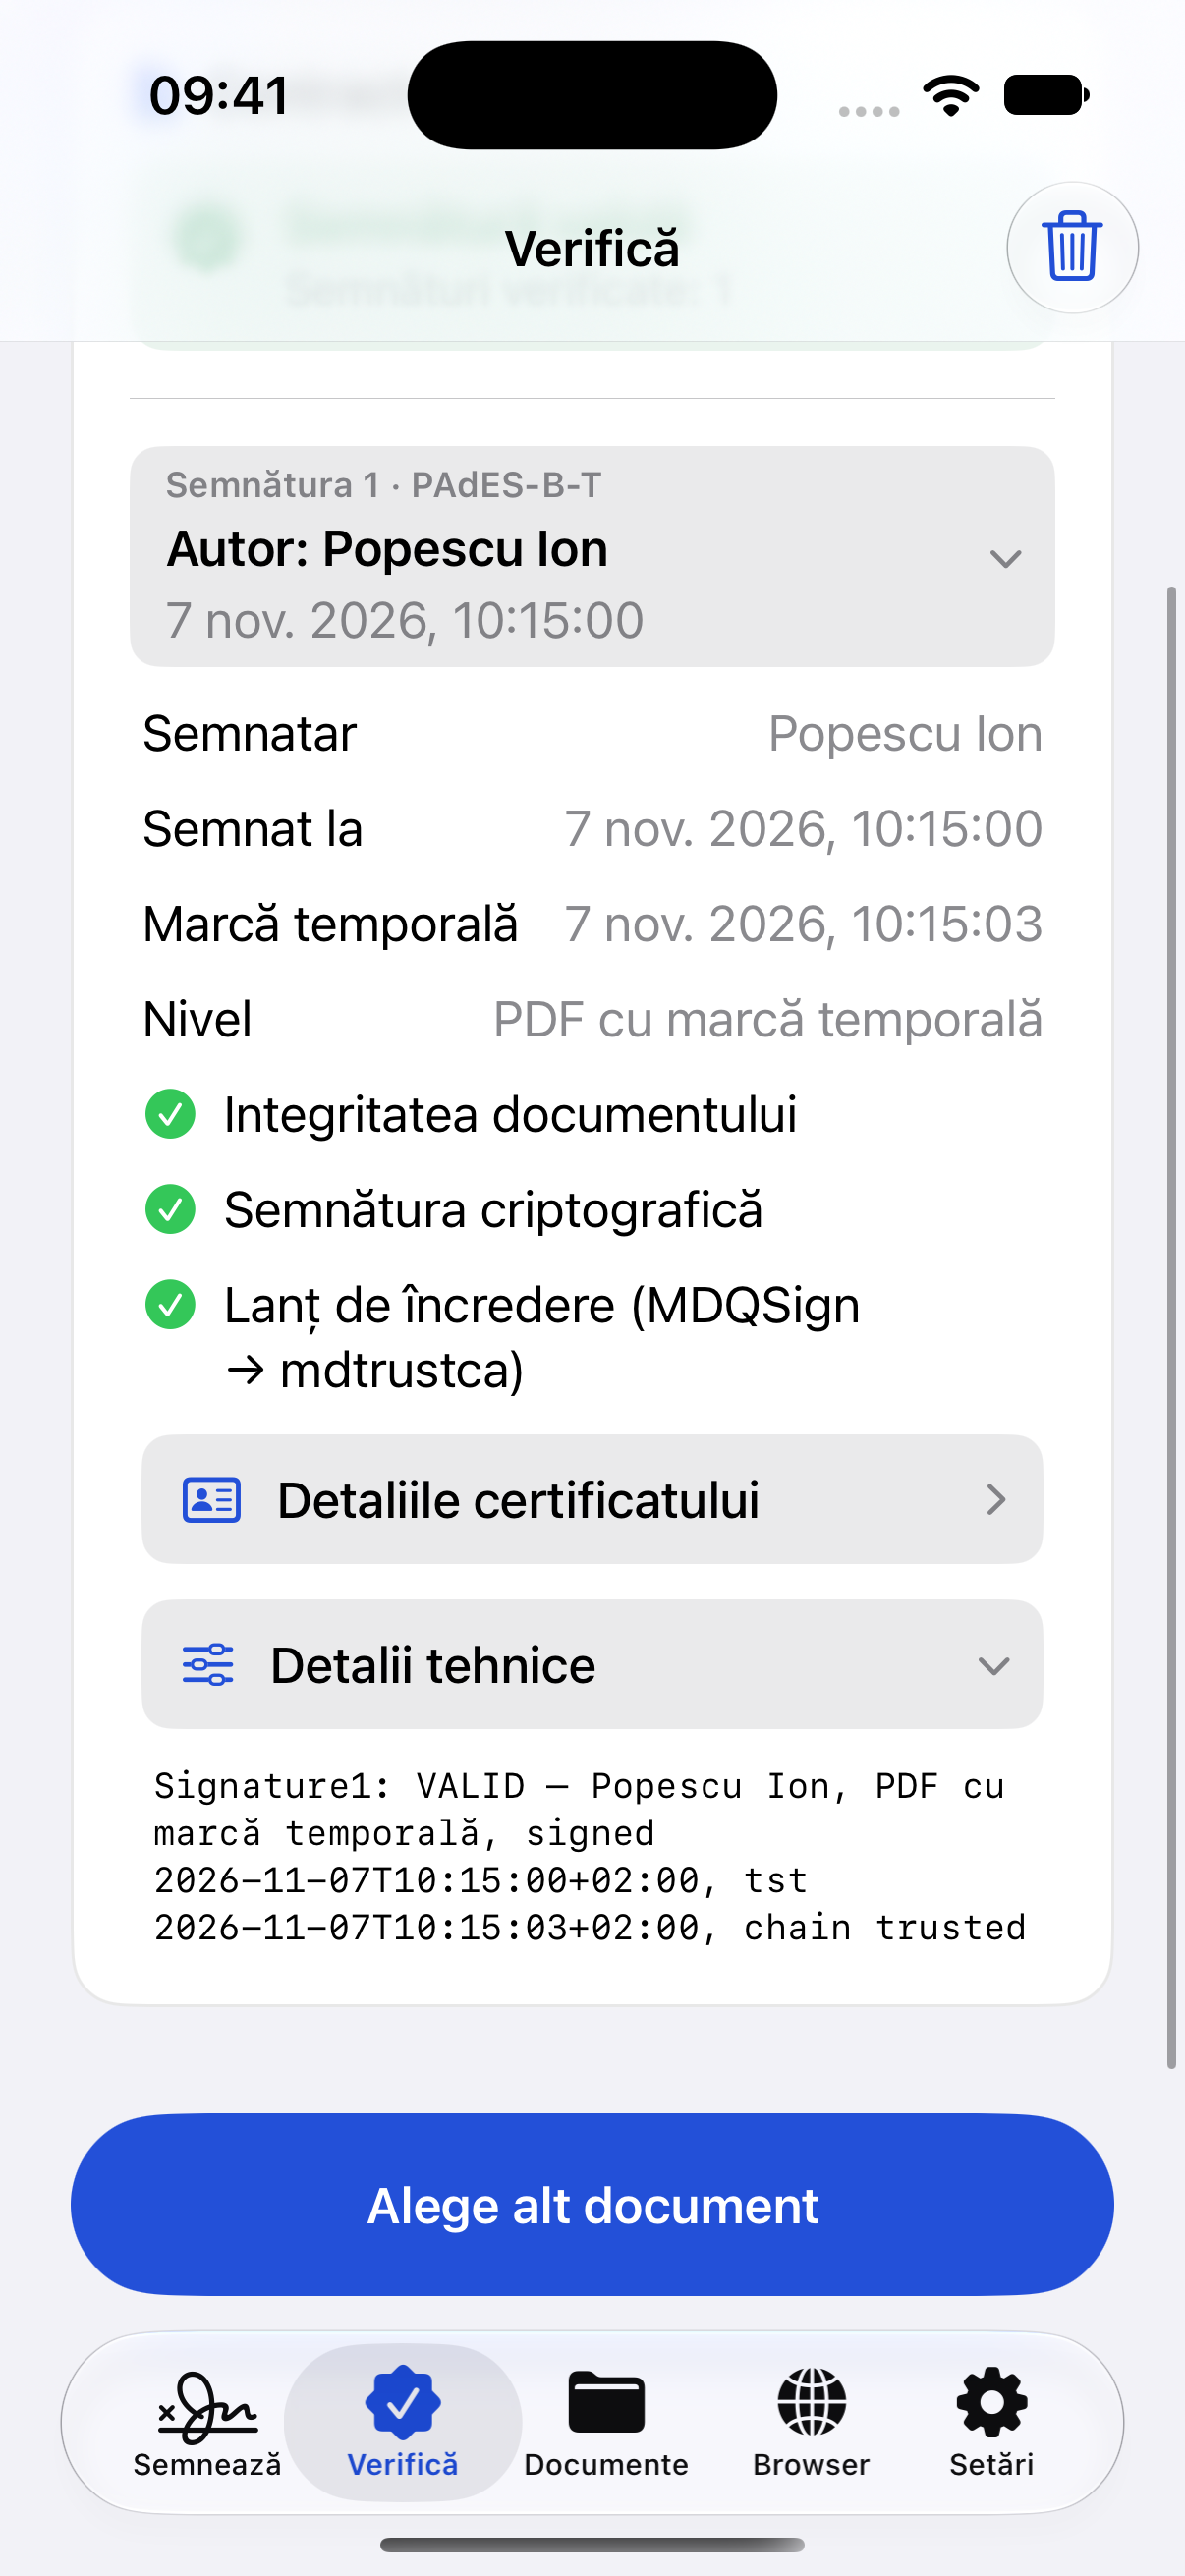 09:41
Verifică
Semnături verificate: 1
Semnătura 1 · PAdES-B-T
Autor: Popescu Ion
7 nov. 2026, 10:15:00
Semnatar Popescu Ion
Semnat la 7 nov. 2026, 10:15:00
Marcă temporală 7 nov. 2026, 10:15:03
Nivel PDF cu marcă temporală
Integritatea documentului
Semnătura criptografică
Lanț de încredere (MDQSign
→ mdtrustca)
Detaliile certificatului
Detalii tehnice
Signature1: VALID — Popescu Ion, PDF cu
marcă temporală, signed
2026-11-07T10:15:00+02:00, tst
2026-11-07T10:15:03+02:00, chain trusted
Alege alt document
Semnează Verifică Documente Browser Setări